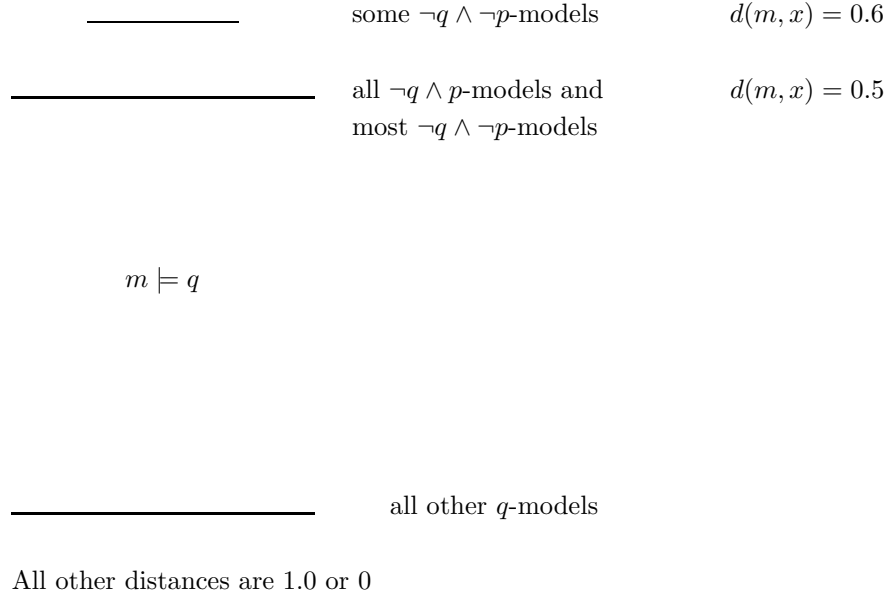 some ¬q ∧ ¬p-models d(m, x) = 0.6
all ¬q ∧ p-models and d(m, x) = 0.5
most ¬q ∧ ¬p-models
m ⊨ q
all other q-models
All other distances are 1.0 or 0